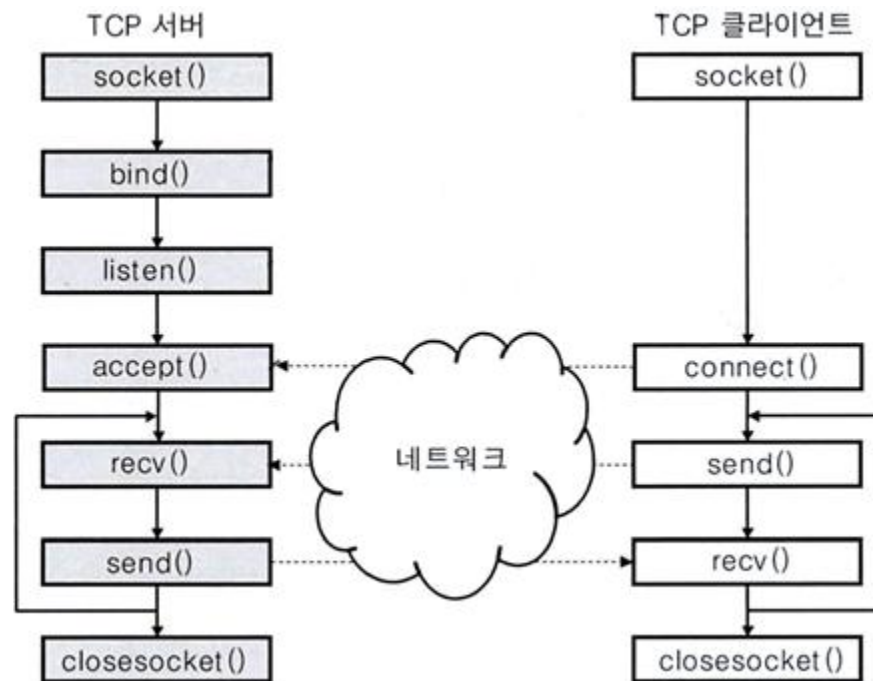 TCP 서버
socket()
bind()
listen()
accept()
recv()
send()
closesocket()
네트워크
TCP 클라이언트
socket()
connect()
send()
recv()
closesocket()